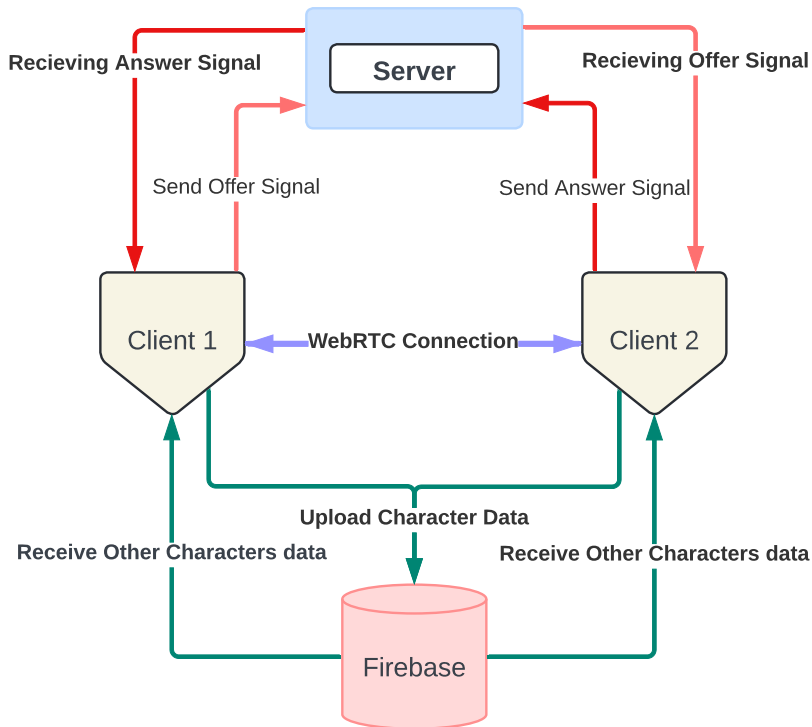 Recieving Answer Signal
Server
Recieving Offer Signal
Send Offer Signal
Send Answer Signal
Client 1
WebRTC Connection
Client 2
Upload Character Data
Receive Other Characters data
Receive Other Characters data
Firebase